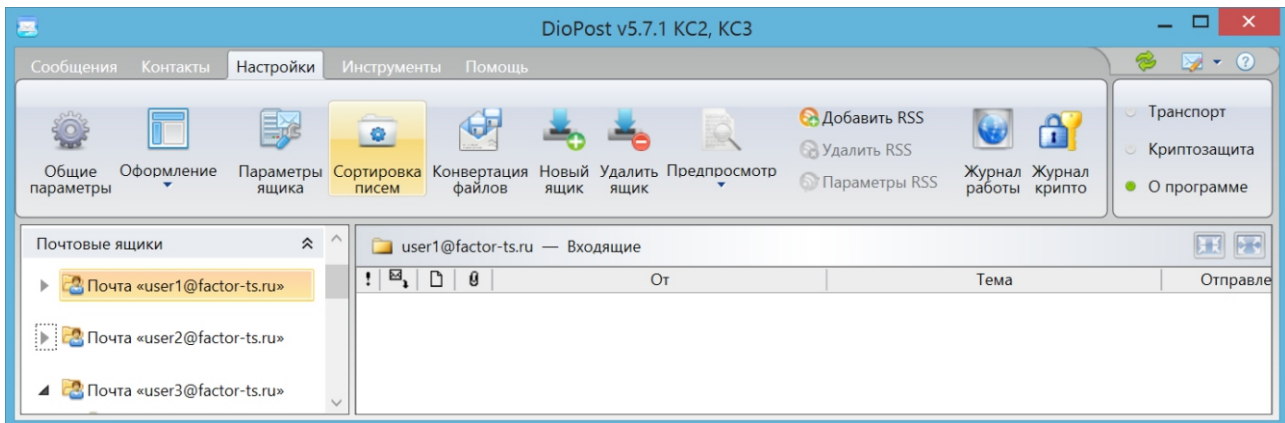 DioPost v5.7.1 КС2, КС3
Сообщения Контакты Настройки Инструменты Помощь
Общие параметры
Оформление
Параметры ящика
Сортировка писем
Конвертация файлов
Новый ящик
Удалить ящик
Предпросмотр
Добавить RSS
Удалить RSS
Параметры RSS
Журнал работы
Журнал крипто
Транспорт
Криптозащита
О программе
Почтовые ящики
Почта «user1@factor-ts.ru»
Почта «user2@factor-ts.ru»
Почта «user3@factor-ts.ru»
user1@factor-ts.ru — Входящие
! От Тема Отправле